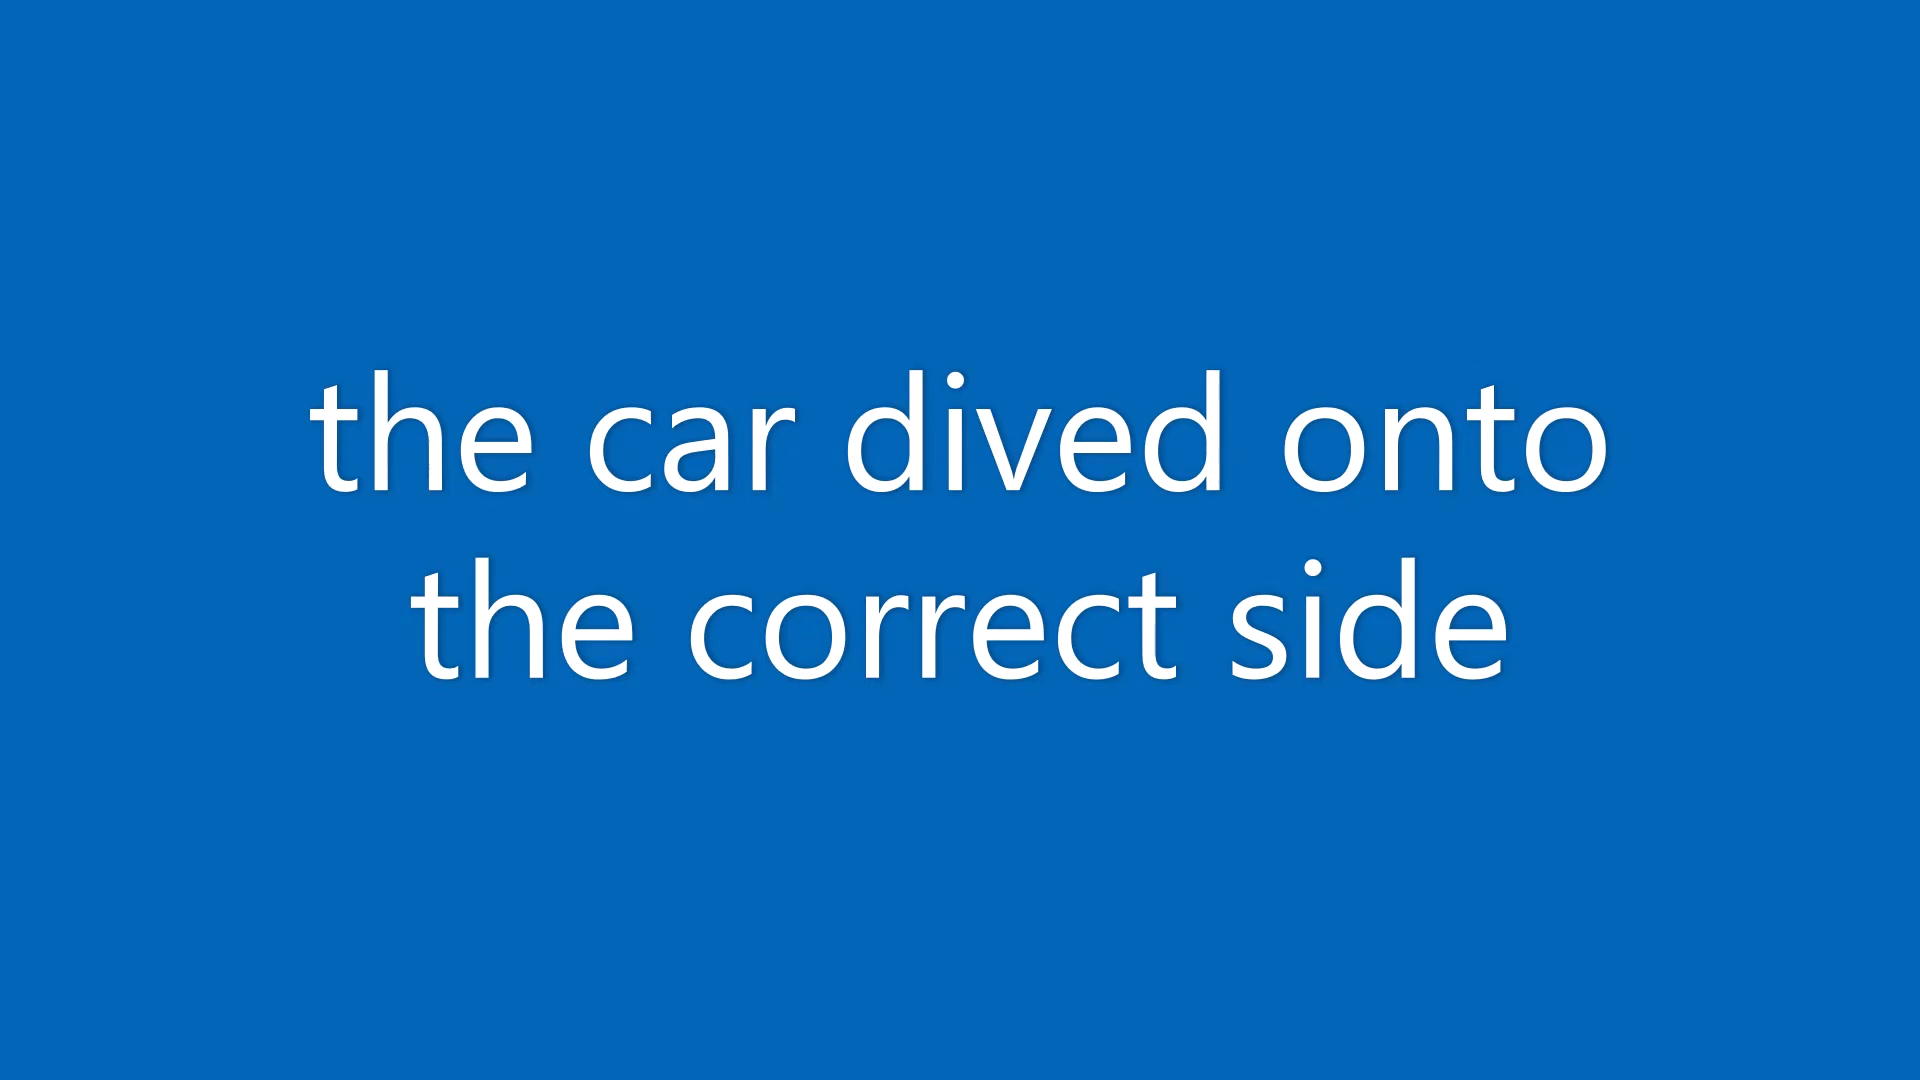 the car dived onto
the correct side